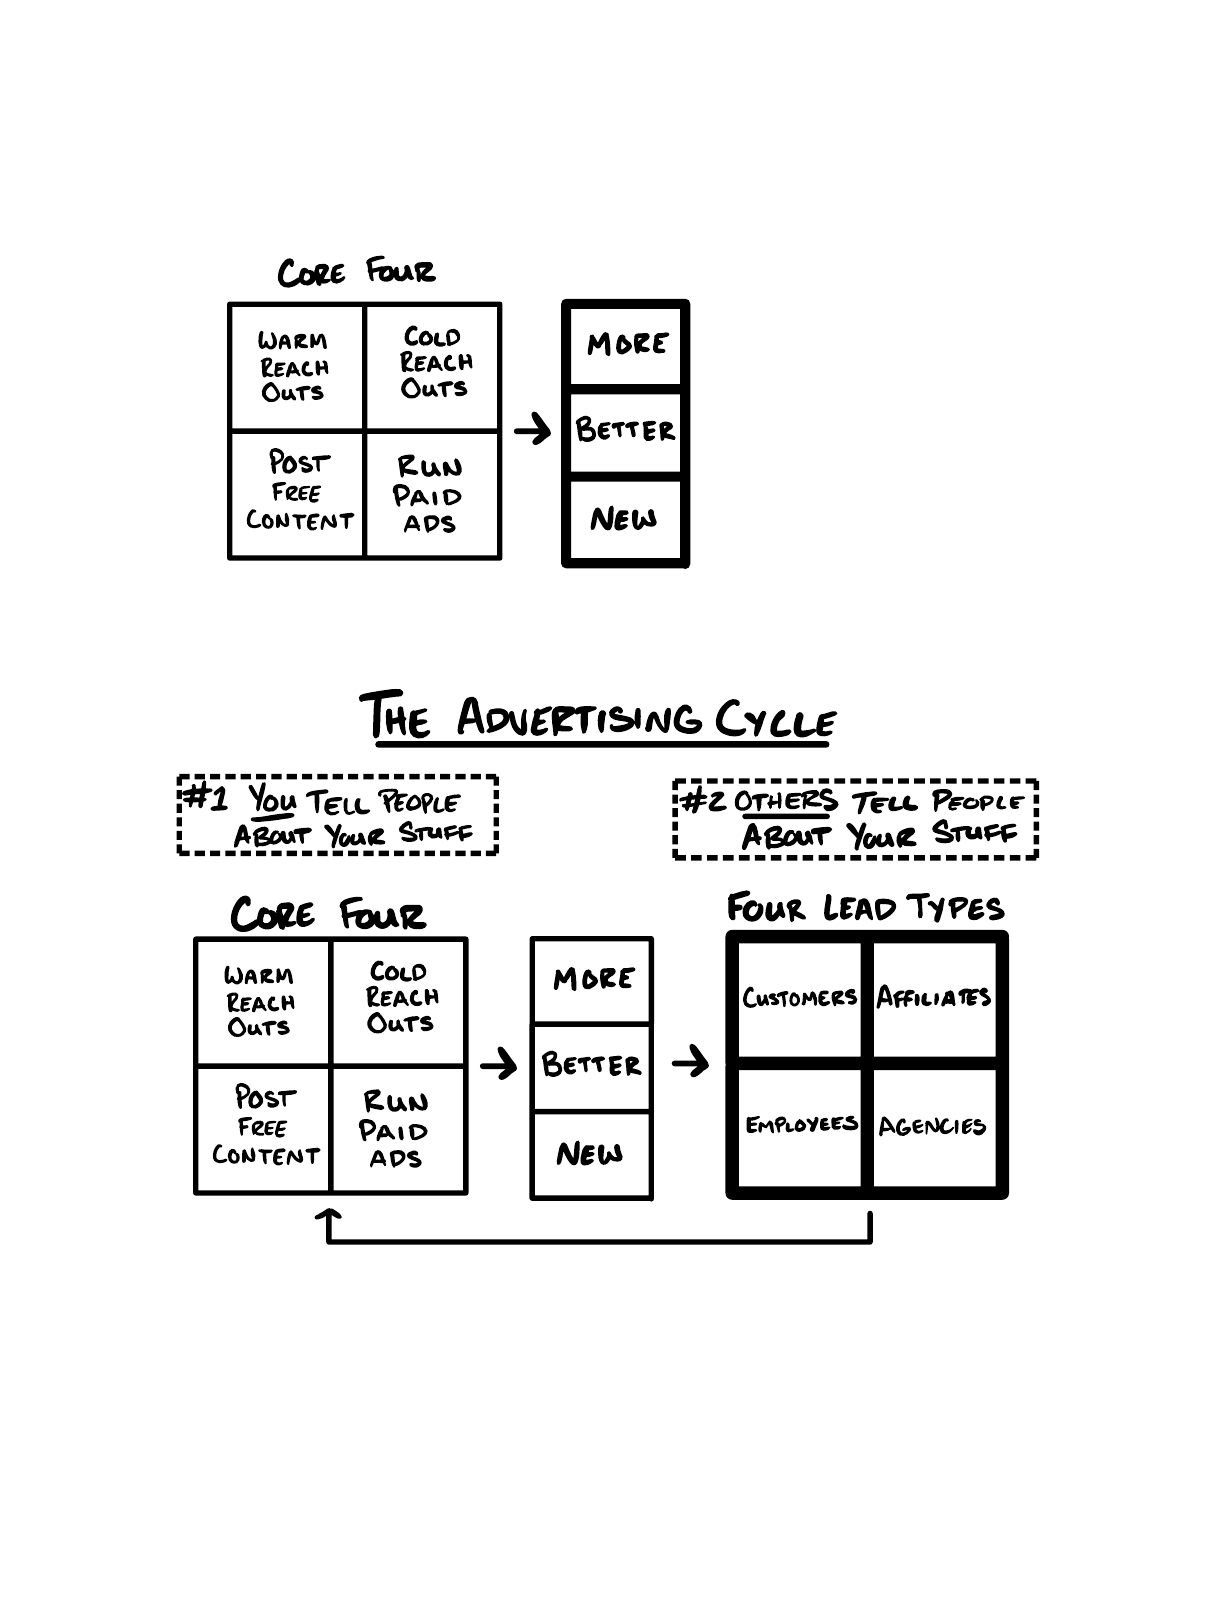 Core Four
Warm
Reach
Outs
Cold
Reach
Outs
Post
Free
Content
Run
Paid
Ads
More
Better
New
The Advertising Cycle
#1 You Tell People
About Your Stuff
#2 Others Tell People
About Your Stuff
Core Four
Warm
Reach
Outs
Cold
Reach
Outs
Post
Free
Content
Run
Paid
Ads
More
Better
New
Four Lead Types
Customers
Affiliates
Employees
Agencies